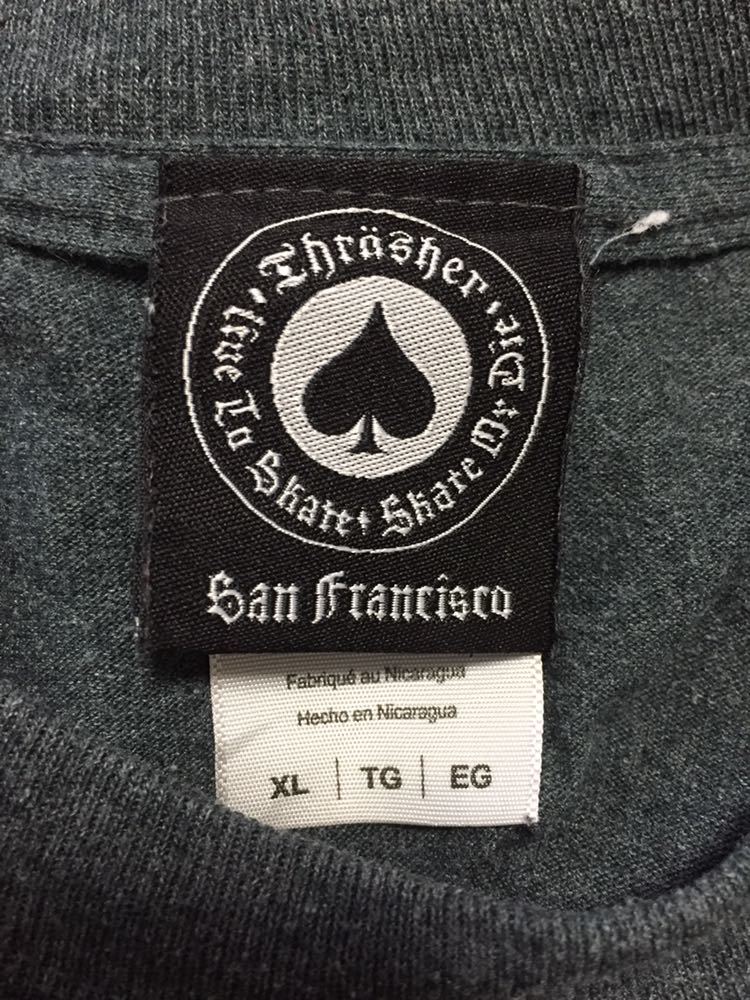 Thräsher
Live To Skate
Skate Or Die
San Francisco
Fabriqué au Nicaragua
Hecho en Nicaragua
XL | TG | EG